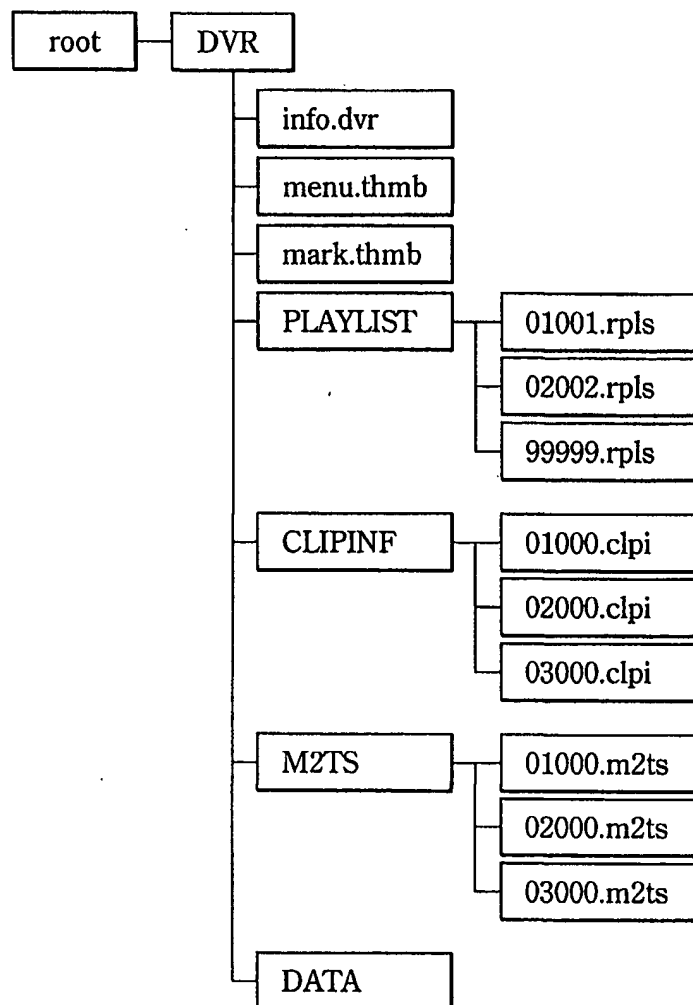 root DVR
info.dvr
menu.thmb
mark.thmb
PLAYLIST 01001.rpls
02002.rpls
99999.rpls
CLIPINF 01000.clpi
02000.clpi
03000.clpi
M2TS 01000.m2ts
02000.m2ts
03000.m2ts
DATA